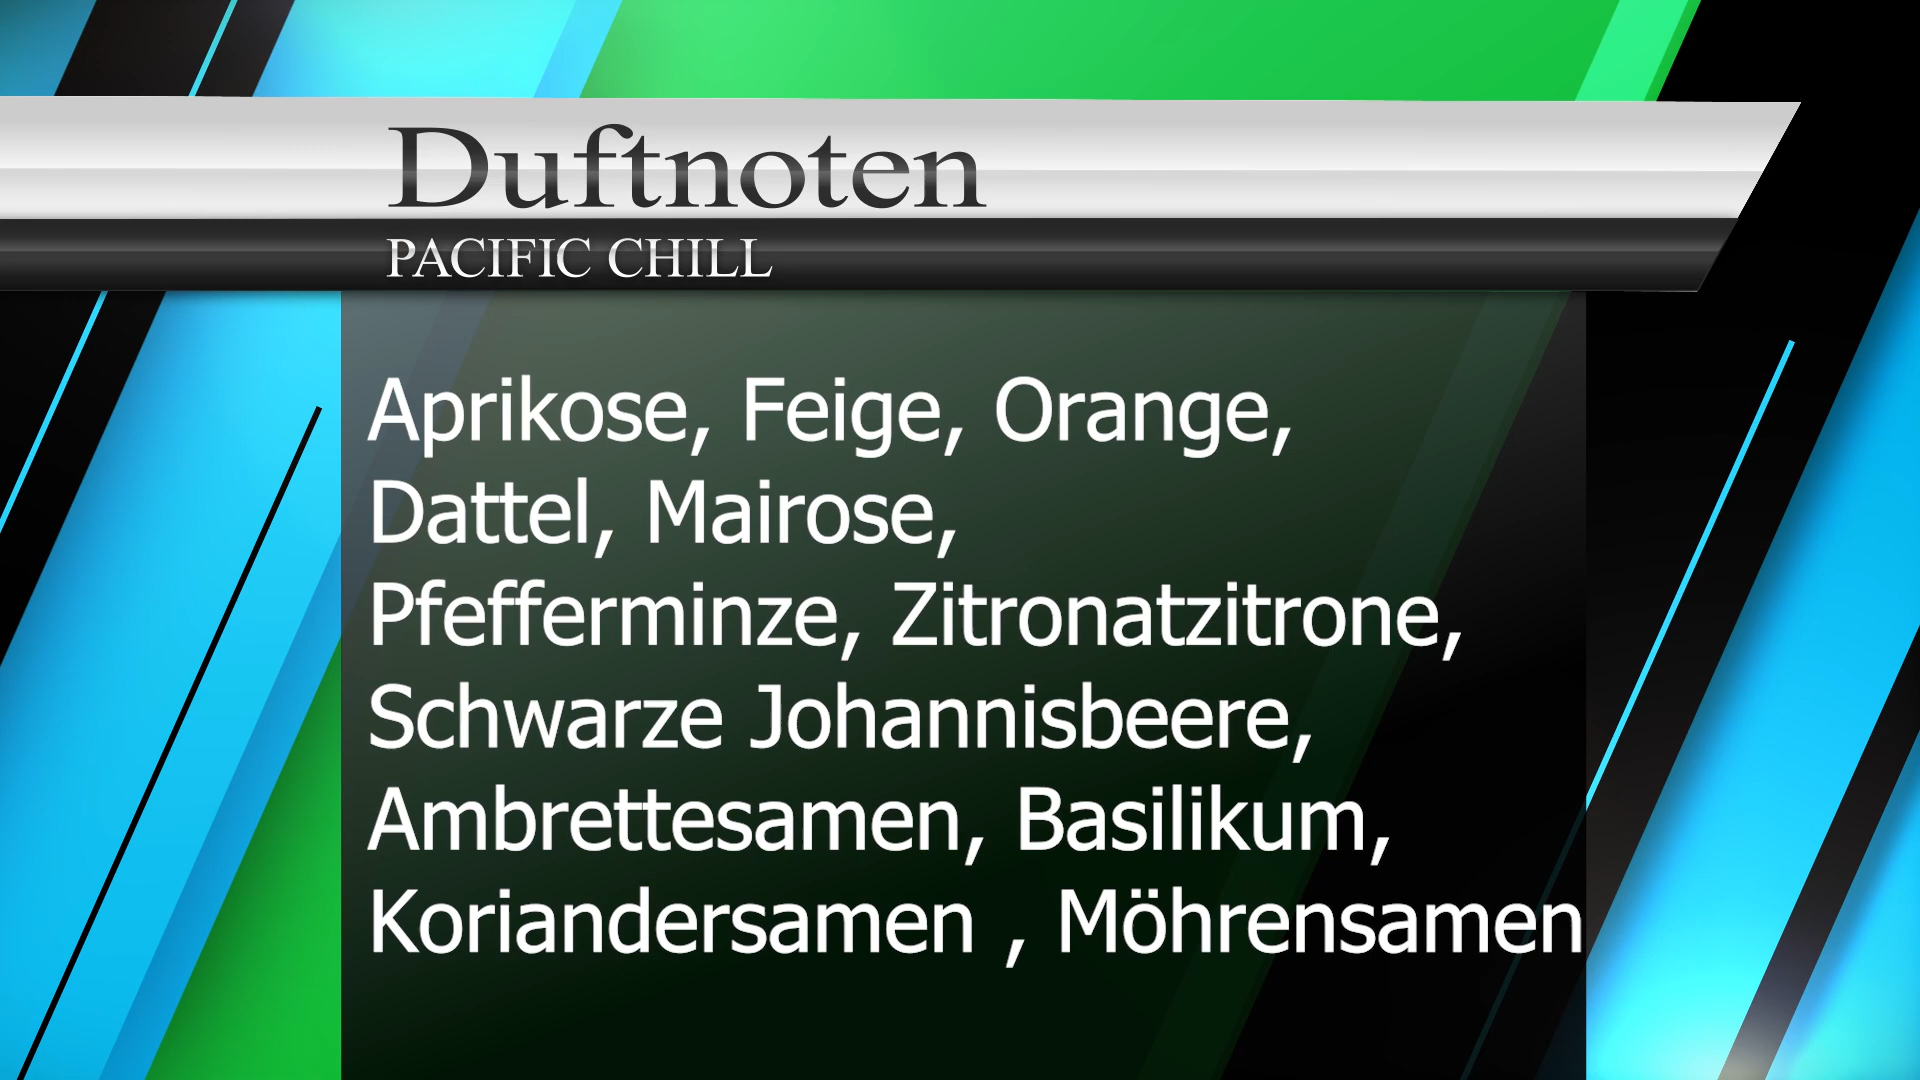 Duftnoten
PACIFIC CHILL
Aprikose, Feige, Orange,
Dattel, Mairose,
Pfefferminze, Zitronatzitrone,
Schwarze Johannisbeere,
Ambrettesamen, Basilikum,
Koriandersamen , Möhrensamen